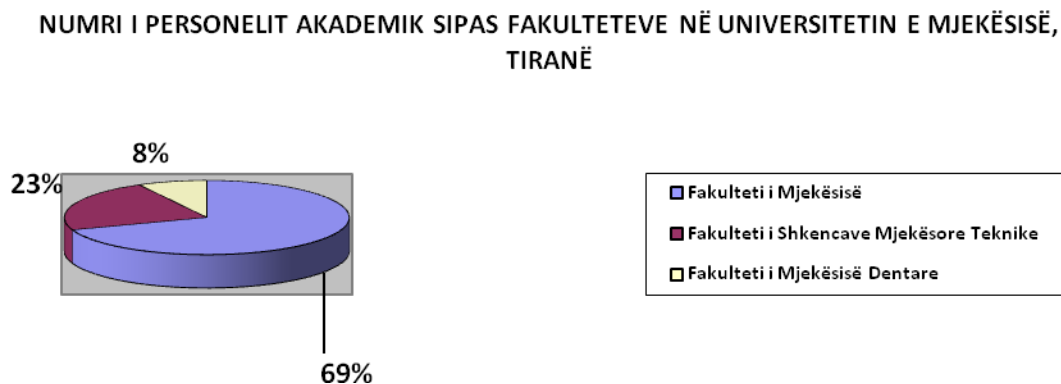 NUMRI I PERSONELIT AKADEMIK SIPAS FAKULTETEVE NË UNIVERSITETIN E MJEKËSISË,
TIRANË
8%
23%
69%
Fakulteti i Mjekësisë
Fakulteti i Shkencave Mjekësore Teknike
Fakulteti i Mjekësisë Dentare